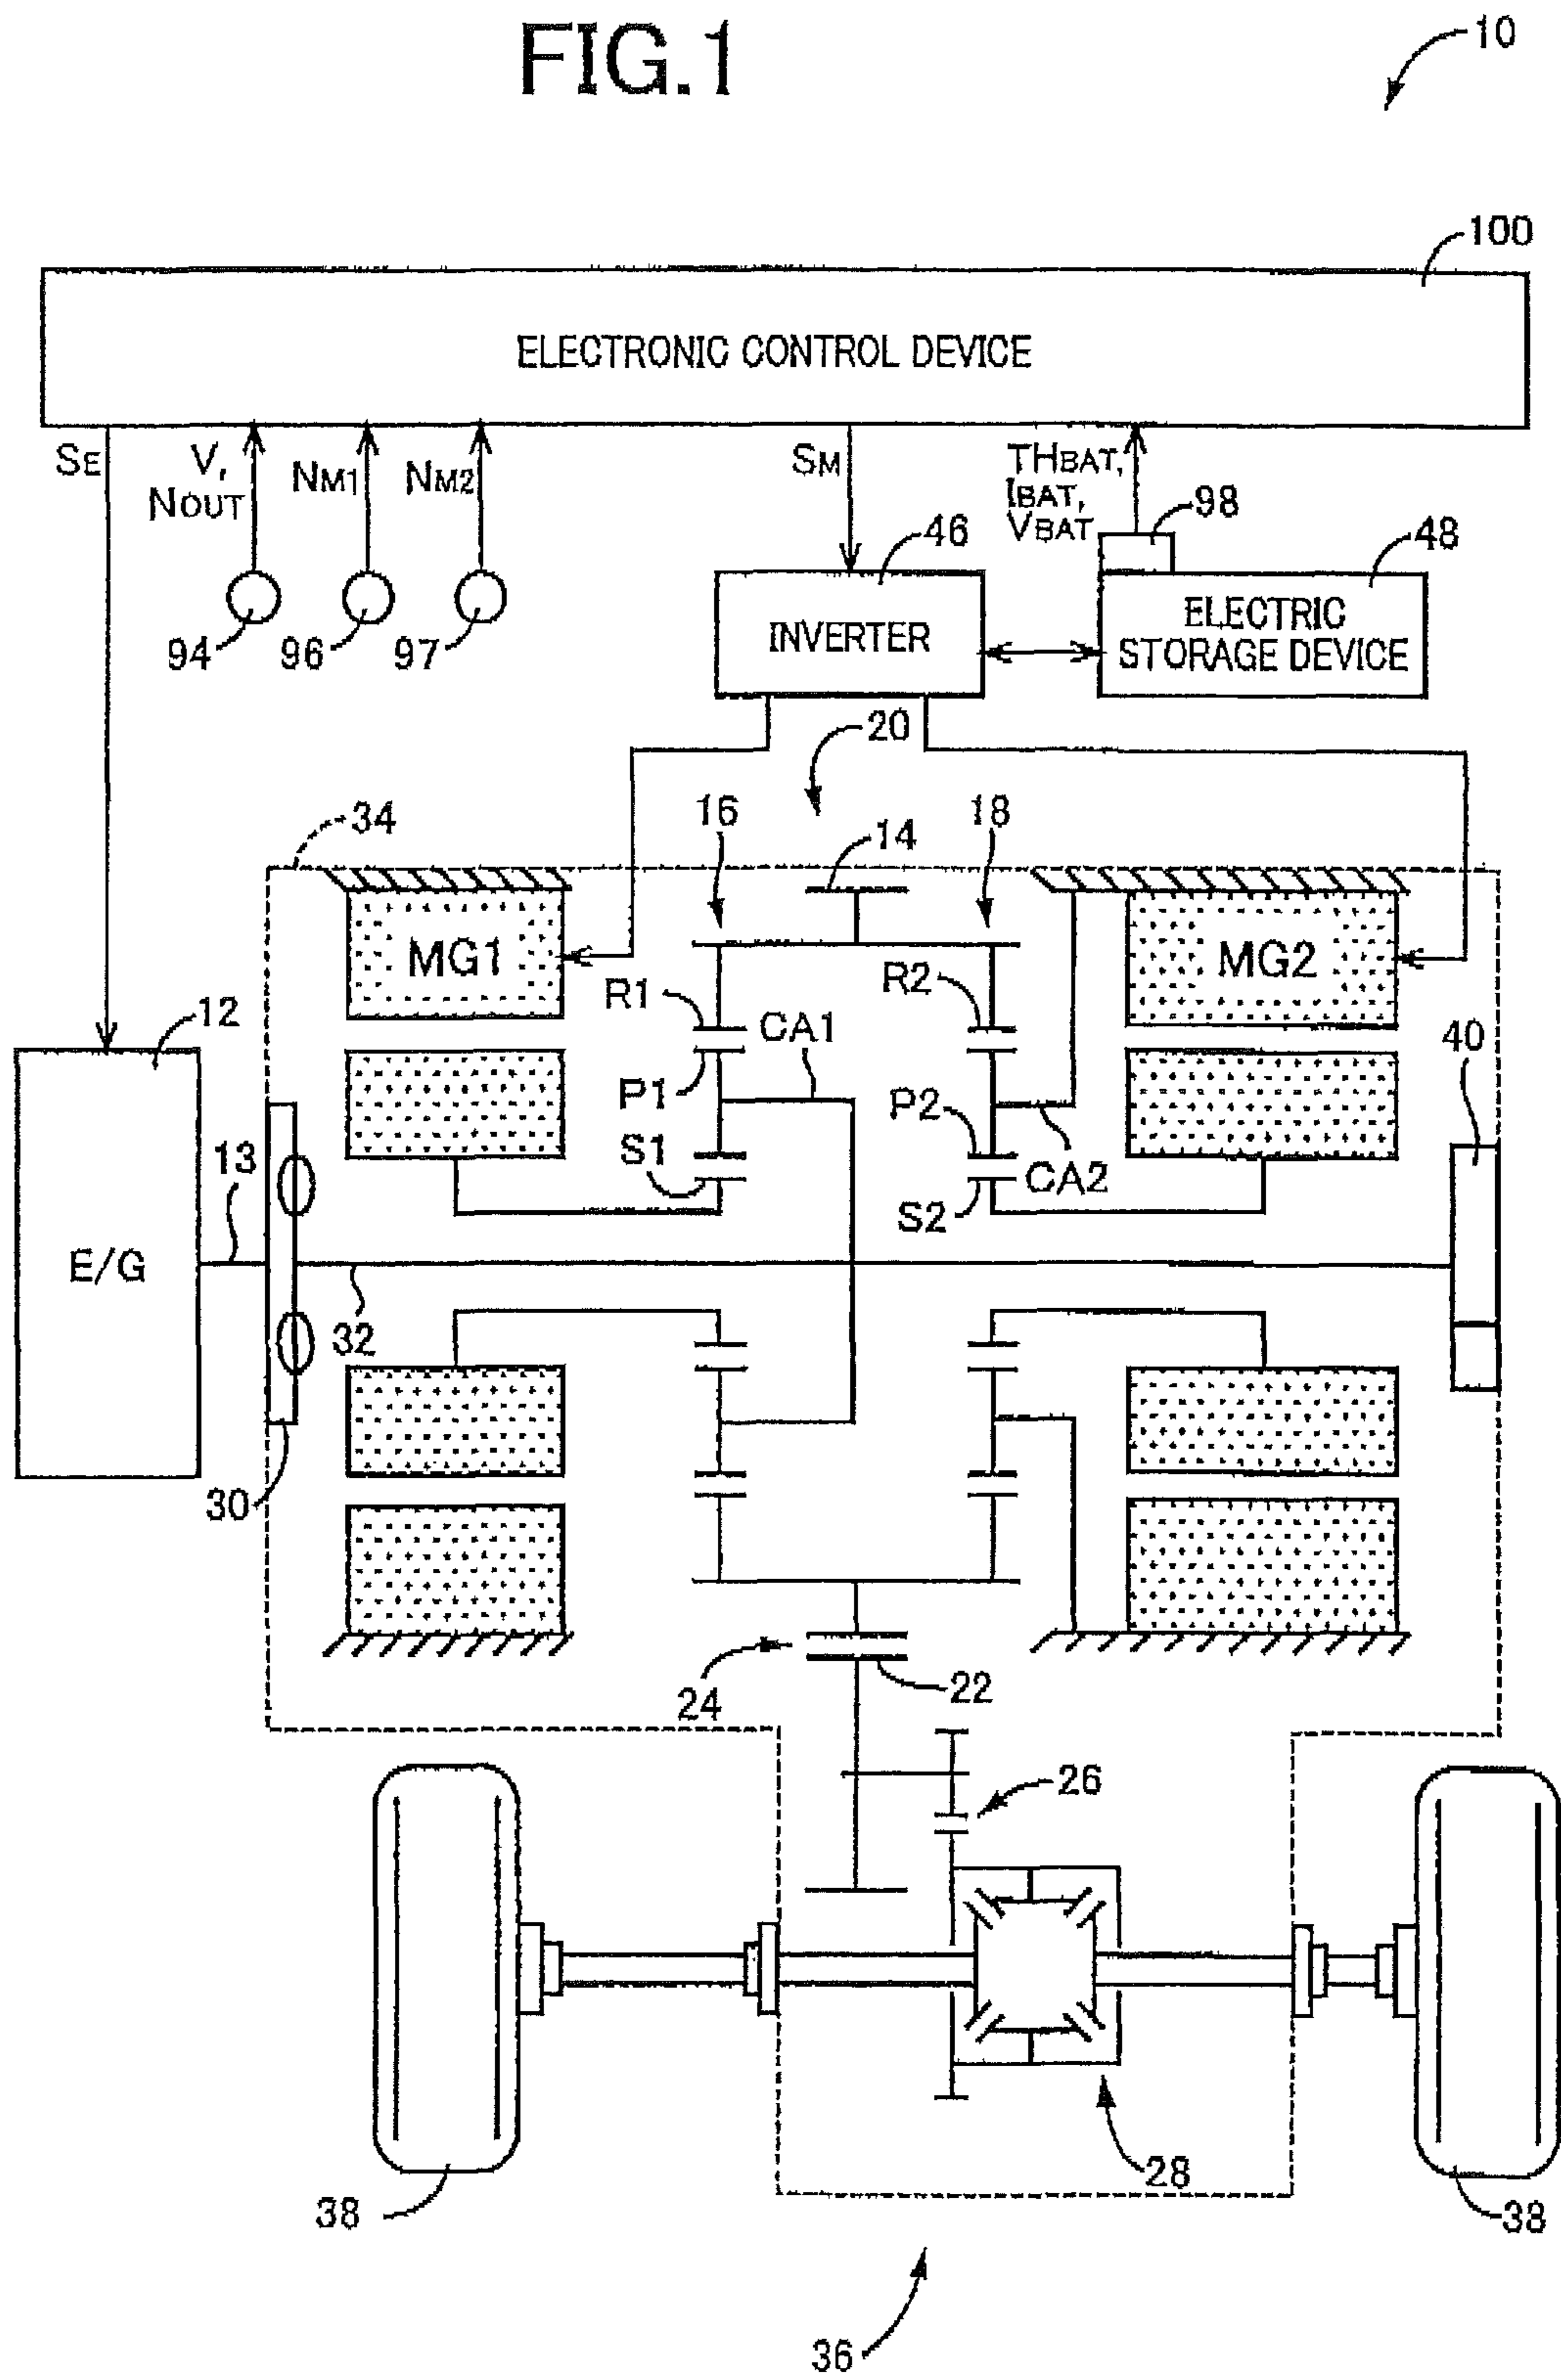 FIG.1
10
100
ELECTRONIC CONTROL DEVICE
SE
V,
NOUT
NM1
NM2
SM
THBAT,
IBAT,
VBAT
98
46
48
94
96
97
INVERTER
ELECTRIC
STORAGE DEVICE
20
34
16
14
18
MG1
MG2
R1
R2
12
CA1
40
P1
P2
S1
CA2
S2
13
E/G
32
30
24
22
26
28
38
38
36